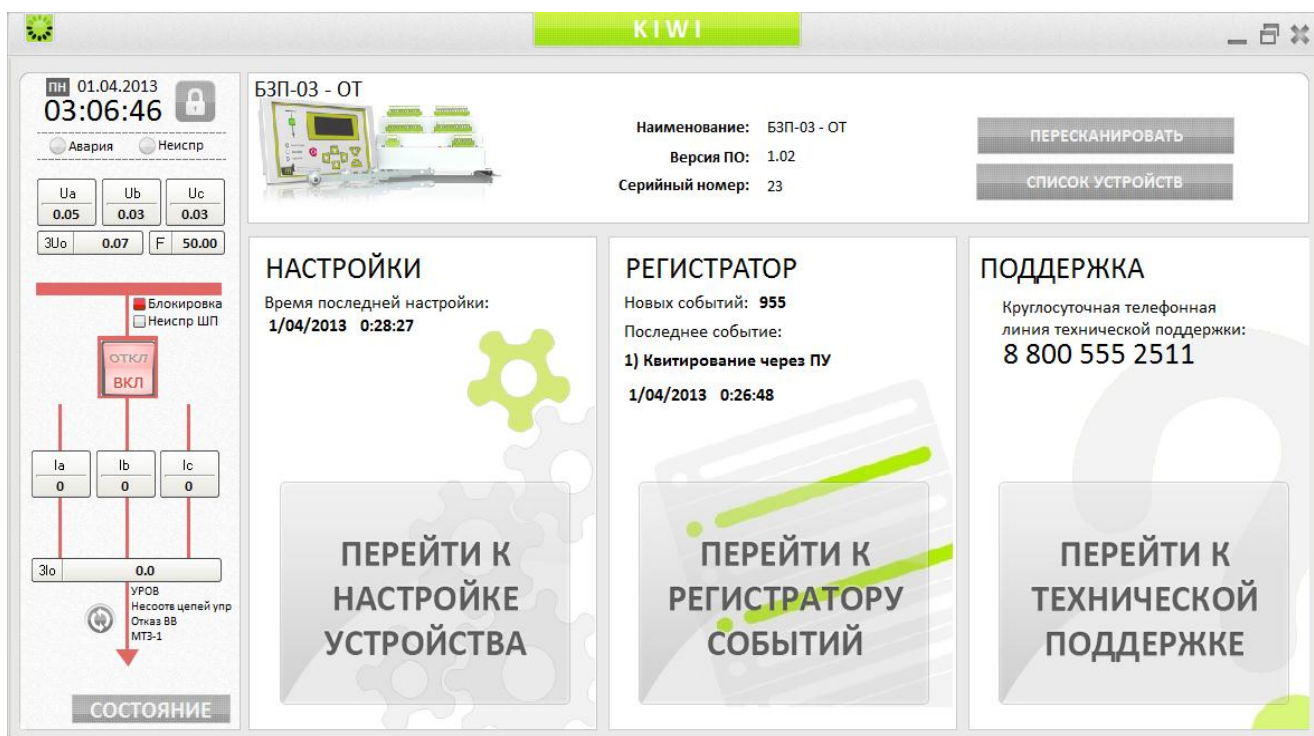 KIWI
ПН 01.04.2013
03:06:46
Авария Неиспр
Ua Ub Uc
0.05 0.03 0.03
3Uo 0.07 F 50.00
Блокировка
Неиспр ШП
ОТКЛ
ВКЛ
Ia Ib Ic
0 0 0
3Io 0.0
УРОВ
Несоотв цепей упр
Отказ ВВ
МТЗ-1
СОСТОЯНИЕ
БЗП-03 - ОТ
Наименование: БЗП-03 - ОТ
Версия ПО: 1.02
Серийный номер: 23
ПЕРЕСКАНИРОВАТЬ
СПИСОК УСТРОЙСТВ
НАСТРОЙКИ
Время последней настройки:
1/04/2013 0:28:27
ПЕРЕЙТИ К
НАСТРОЙКЕ
УСТРОЙСТВА
РЕГИСТРАТОР
Новых событий: 955
Последнее событие:
1) Квитирование через ПУ
1/04/2013 0:26:48
ПЕРЕЙТИ К
РЕГИСТРАТОРУ
СОБЫТИЙ
ПОДДЕРЖКА
Круглосуточная телефонная
линия технической поддержки:
8 800 555 2511
ПЕРЕЙТИ К
ТЕХНИЧЕСКОЙ
ПОДДЕРЖКЕ